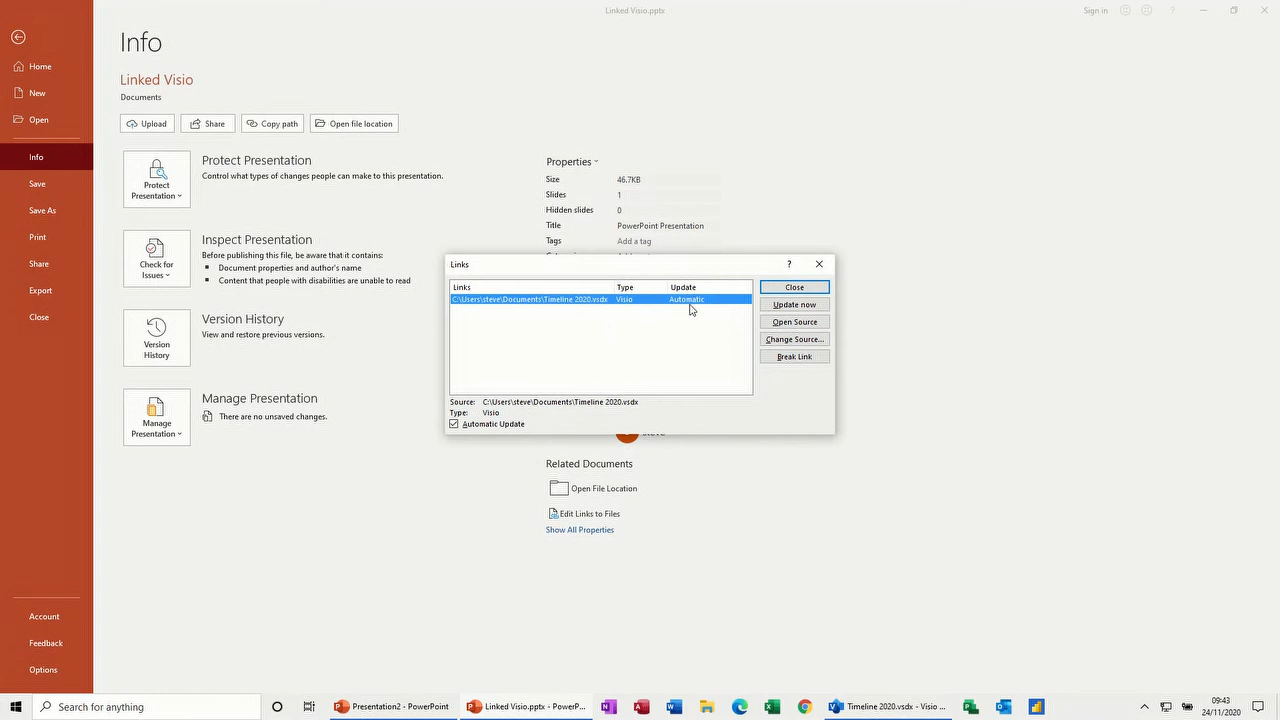 Linked Visio.pptx
Sign in
?
Info
Home
New
Open
Info
Save
Save As
Print
Share
Export
Close
Account
Feedback
Options
Linked Visio
Documents
Upload
Share
Copy path
Open file location
Protect
Presentation
Protect Presentation
Control what types of changes people can make to this presentation.
Check for
Issues
Inspect Presentation
Before publishing this file, be aware that it contains:
Document properties and author's name
Content that people with disabilities are unable to read
Version
History
Version History
View and restore previous versions.
Manage
Presentation
Manage Presentation
There are no unsaved changes.
Properties
Size 46.7KB
Slides 1
Hidden slides 0
Title PowerPoint Presentation
Tags Add a tag
Links ?
Links Type Update
C:\Users\steve\Documents\Timeline 2020.vsdx Visio Automatic
Close
Update now
Open Source
Change Source...
Break Link
Source: C:\Users\steve\Documents\Timeline 2020.vsdx
Type: Visio
Automatic Update
Related Documents
Open File Location
Edit Links to Files
Show All Properties
Search for anything
Presentation2 - PowerPoint
Linked Visio.pptx - PowerP...
Timeline 2020.vsdx - Visio ...
09:43
24/11/2020